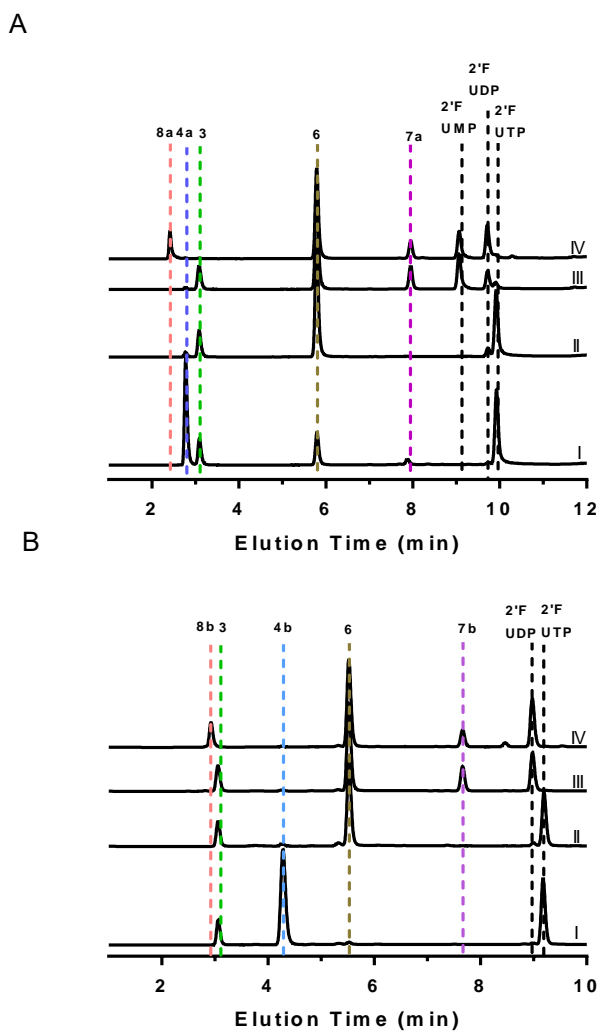 A
2'F
UDP
2'F
UMP
2'F
UTP
8a 4a 3 6 7a
Ⅳ
Ⅲ
Ⅱ
Ⅰ
2 4 6 8 10 12
Elution Time (min)
B
2'F
UDP
2'F
UTP
8b 3 4b 6 7b
Ⅳ
Ⅲ
Ⅱ
Ⅰ
2 4 6 8 10
Elution Time (min)